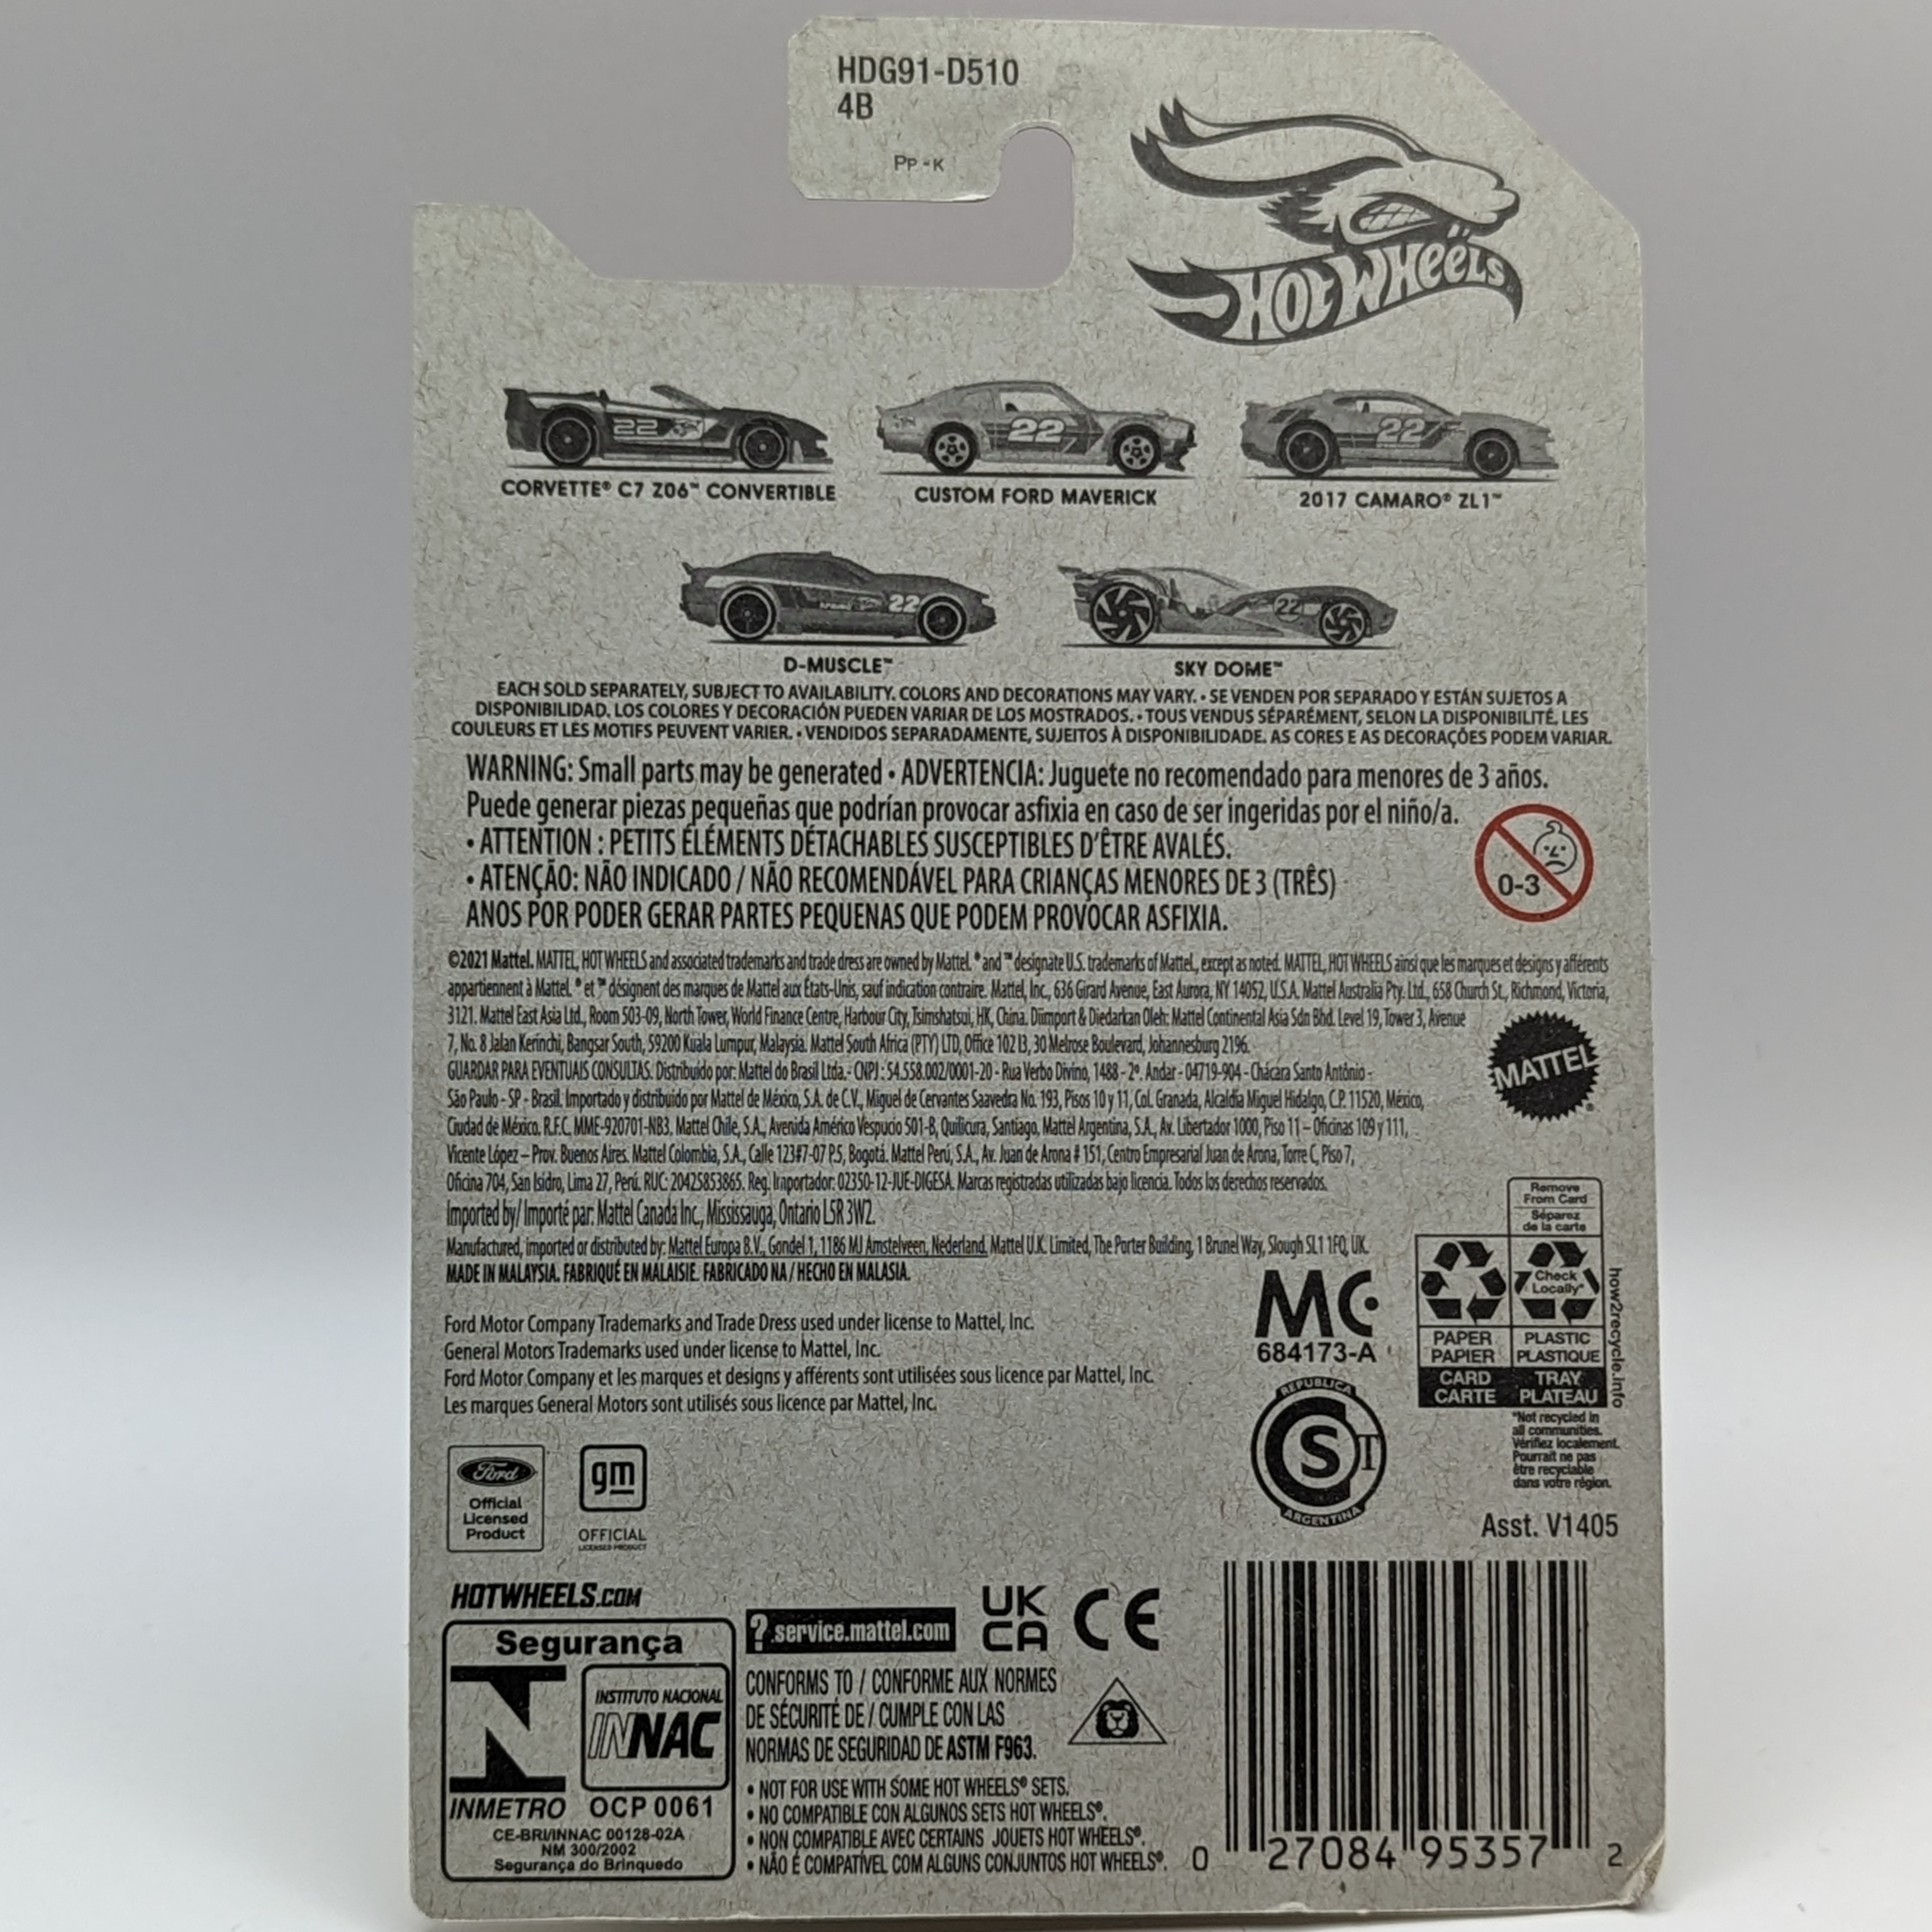 HDG91-D510
4B
PP-K
HOT WHEELS
22
22
22
CORVETTE® C7 Z06™ CONVERTIBLE
CUSTOM FORD MAVERICK
2017 CAMARO® ZL1™
22
22
D-MUSCLE™
SKY DOME™
EACH SOLD SEPARATELY, SUBJECT TO AVAILABILITY. COLORS AND DECORATIONS MAY VARY. • SE VENDEN POR SEPARADO Y ESTÁN SUJETOS A
DISPONIBILIDAD. LOS COLORES Y DECORACIÓN PUEDEN VARIAR DE LOS MOSTRADOS. • TOUS VENDUS SÉPARÉMENT, SELON LA DISPONIBILITÉ. LES
COULEURS ET LES MOTIFS PEUVENT VARIER. • VENDIDOS SEPARADAMENTE, SUJEITOS À DISPONIBILIDADE. AS CORES E AS DECORAÇÕES PODEM VARIAR.
WARNING: Small parts may be generated • ADVERTENCIA: Juguete no recomendado para menores de 3 años.
Puede generar piezas pequeñas que podrían provocar asfixia en caso de ser ingeridas por el niño/a.
• ATTENTION : PETITS ÉLÉMENTS DÉTACHABLES SUSCEPTIBLES D'ÊTRE AVALÉS.
• ATENÇÃO: NÃO INDICADO / NÃO RECOMENDÁVEL PARA CRIANÇAS MENORES DE 3 (TRÊS)
ANOS POR PODER GERAR PARTES PEQUENAS QUE PODEM PROVOCAR ASFIXIA.
0-3
©2021 Mattel. MATTEL, HOT WHEELS and associated trademarks and trade dress are owned by Mattel. ® and ™ designate U.S. trademarks of Mattel, except as noted. MATTEL, HOT WHEELS ainsi que les marques et designs y afférents
appartiennent à Mattel. ® et ™ désignent des marques de Mattel aux États-Unis, sauf indication contraire. Mattel, Inc., 636 Girard Avenue, East Aurora, NY 14052, U.S.A. Mattel Australia Pty. Ltd., 658 Church St., Richmond, Victoria,
3121. Mattel East Asia Ltd., Room 503-09, North Tower, World Finance Centre, Harbour City, Tsimshatsui, HK, China. Diimport & Diedarkan Oleh: Mattel Continental Asia Sdn Bhd. Level 19, Tower 3, Avenue
7, No. 8 Jalan Kerinchi, Bangsar South, 59200 Kuala Lumpur, Malaysia. Mattel South Africa (PTY) LTD, Office 102 I3, 30 Melrose Boulevard, Johannesburg 2196.
GUARDAR PARA EVENTUAIS CONSULTAS. Distribuido por: Mattel do Brasil Ltda.- CNPJ : 54.558.002/0001-20 - Rua Verbo Divino, 1488 - 2º. Andar - 04719-904 - Chácara Santo Antônio -
São Paulo - SP - Brasil. Importado y distribuido por Mattel de México, S.A. de C.V., Miguel de Cervantes Saavedra No. 193, Pisos 10 y 11, Col. Granada, Alcaldía Miguel Hidalgo, C.P. 11520, México,
Ciudad de México. R.F.C. MME-920701-NB3. Mattel Chile, S.A., Avenida Américo Vespucio 501-B, Quilicura, Santiago, Mattel Argentina, S.A., Av. Libertador 1000, Piso 11 – Oficinas 109 y 111,
Vicente López – Prov. Buenos Aires. Mattel Colombia, S.A., Calle 123#7-07 P.5, Bogotá. Mattel Perú, S.A., Av. Juan de Arona # 151, Centro Empresarial Juan de Arona, Torre C, Piso 7,
Oficina 704, San Isidro, Lima 27, Perú. RUC: 20425853865. Reg. Importador: 02350-12-JUE-DIGESA. Marcas registradas utilizadas bajo licencia. Todos los derechos reservados.
Imported by/ Importé par: Mattel Canada Inc., Mississauga, Ontario L5R 3W2.
Manufactured, imported or distributed by: Mattel Europa B.V., Gondel 1, 1186 MJ Amstelveen, Nederland. Mattel U.K. Limited, The Porter Building, 1 Brunel Way, Slough SL1 1FQ, UK.
MADE IN MALAYSIA. FABRIQUÉ EN MALAISIE. FABRICADO NA / HECHO EN MALASIA.
MATTEL®
Remove
From Card
Séparez
de la carte
Check
Locally*
PAPER
PAPIER
PLASTIC
PLASTIQUE
CARD
CARTE
TRAY
PLATEAU
how2recycle.info
*Not recycled in
all communities.
Vérifiez localement.
Pourrait ne pas
être recyclable
dans votre région.
MC
684173-A
Ford Motor Company Trademarks and Trade Dress used under license to Mattel, Inc.
General Motors Trademarks used under license to Mattel, Inc.
Ford Motor Company et les marques et designs y afférents sont utilisées sous licence par Mattel, Inc.
Les marques General Motors sont utilisés sous licence par Mattel, Inc.
REPUBLICA
CST
ARGENTINA
Ford
Official
Licensed
Product
gm
OFFICIAL
LICENSED PRODUCT
Asst. V1405
HOTWHEELS.COM
Segurança
INSTITUTO NACIONAL
INNAC
INMETRO OCP 0061
CE-BRI/INNAC 00128-02A
NM 300/2002
Segurança do Brinquedo
? service.mattel.com
UK
CA
CE
CONFORMS TO / CONFORME AUX NORMES
DE SÉCURITÉ DE / CUMPLE CON LAS
NORMAS DE SEGURIDAD DE ASTM F963.
• NOT FOR USE WITH SOME HOT WHEELS® SETS.
• NO COMPATIBLE CON ALGUNOS SETS HOT WHEELS®.
• NON COMPATIBLE AVEC CERTAINS JOUETS HOT WHEELS®.
• NÃO É COMPATÍVEL COM ALGUNS CONJUNTOS HOT WHEELS®.
0 27084 95357 2